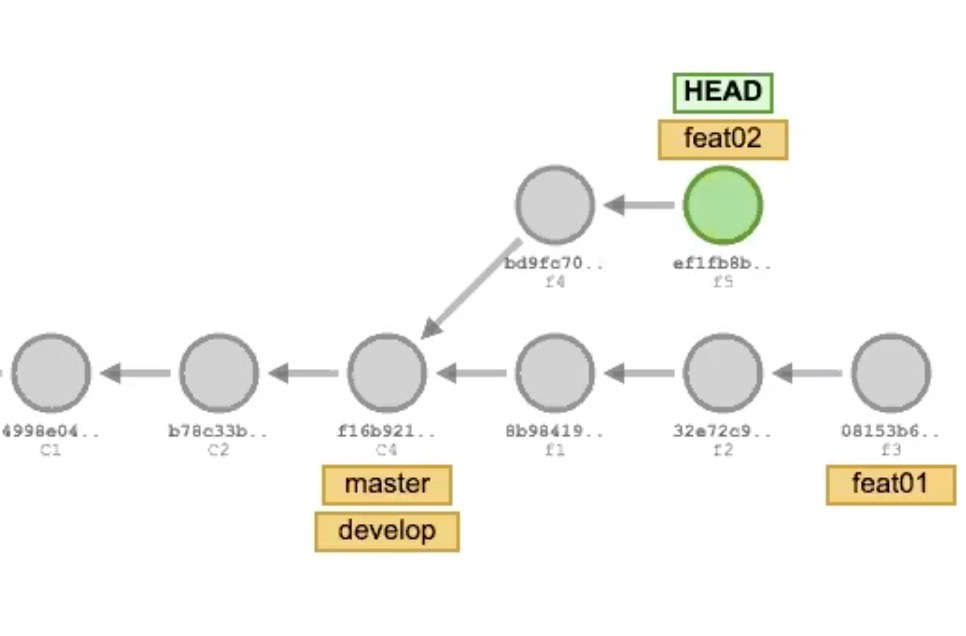 HEAD
feat02
bd9fc70..
ef1fb8b..
f4
f5
4998e04..
b78c33b..
f16b921..
8b98419..
32e72c9..
08153b6..
C1
C2
C4
f1
f2
f3
master
feat01
develop